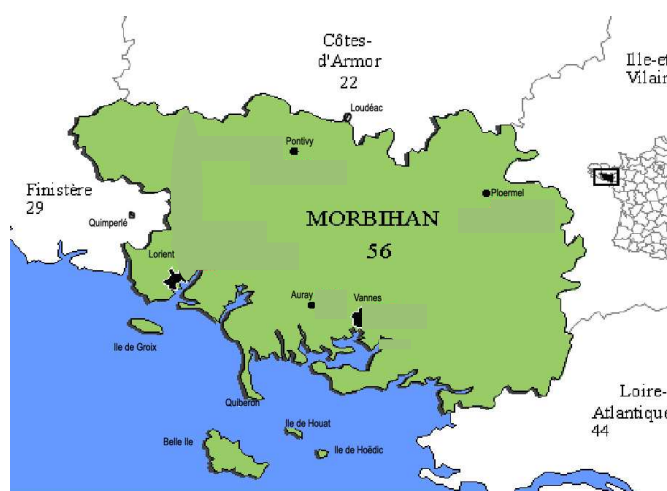 Côtes-
d'Armor
22
Ille-et
Vilain
Loudéac
Pontivy
Finistère
29
Ploermel
Quimperlé
MORBIHAN
56
Lorient
Auray
Vannes
Ile de Groix
Quiberon
Loire-
Atlantique
44
Ile de Houat
Belle Ile
Ile de Hoëdic